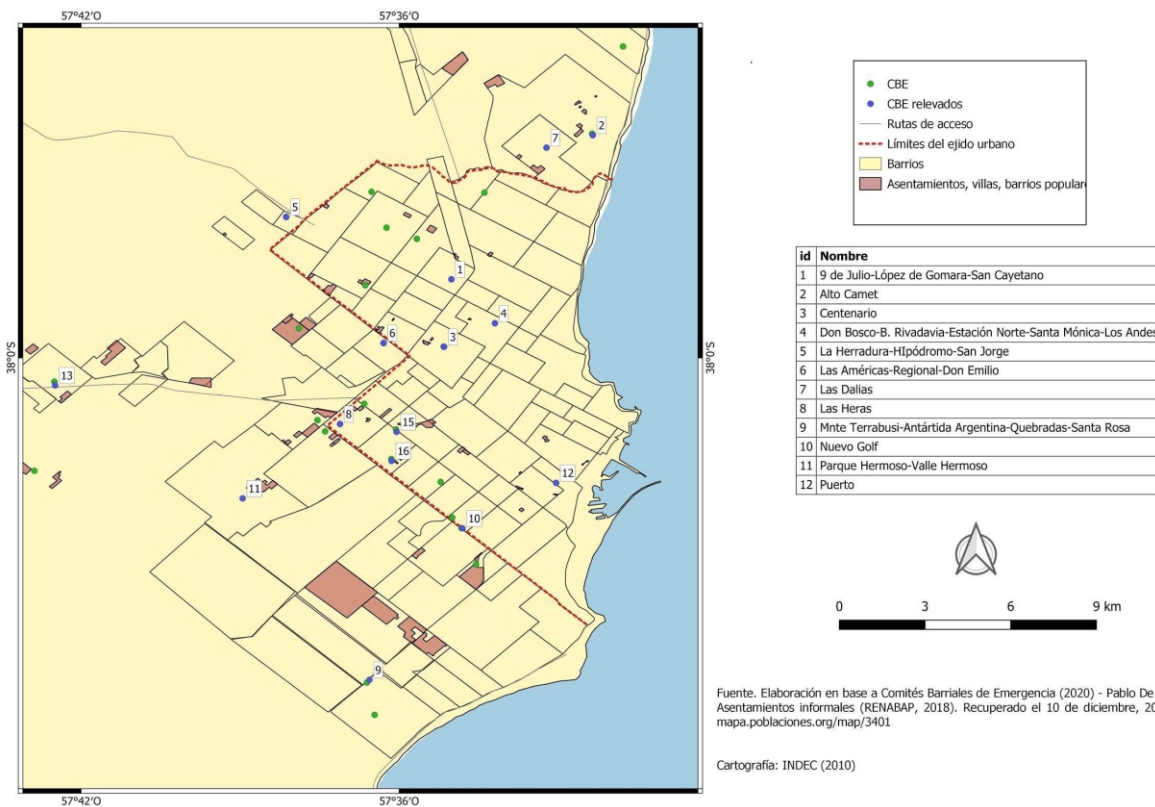 57°42'O
57°36'O
2
7
5
1
4
6
3
38°0'S
38°0'S
13
8
15
16
12
11
10
9
57°42'O
57°36'O
CBE
CBE relevados
Rutas de acceso
Límites del ejido urbano
Barrios
Asentamientos, villas, barrios populare
id Nombre
1 9 de Julio-López de Gomara-San Cayetano
2 Alto Camet
3 Centenario
4 Don Bosco-B. Rivadavia-Estación Norte-Santa Mónica-Los Andes
5 La Herradura-HIpódromo-San Jorge
6 Las Américas-Regional-Don Emilio
7 Las Dalias
8 Las Heras
9 Mnte Terrabusi-Antártida Argentina-Quebradas-Santa Rosa
10 Nuevo Golf
11 Parque Hermoso-Valle Hermoso
12 Puerto
0 3 6 9 km
Fuente. Elaboración en base a Comités Barriales de Emergencia (2020) - Pablo De
Asentamientos informales (RENABAP, 2018). Recuperado el 10 de diciembre, 20
mapa.poblaciones.org/map/3401
Cartografía: INDEC (2010)